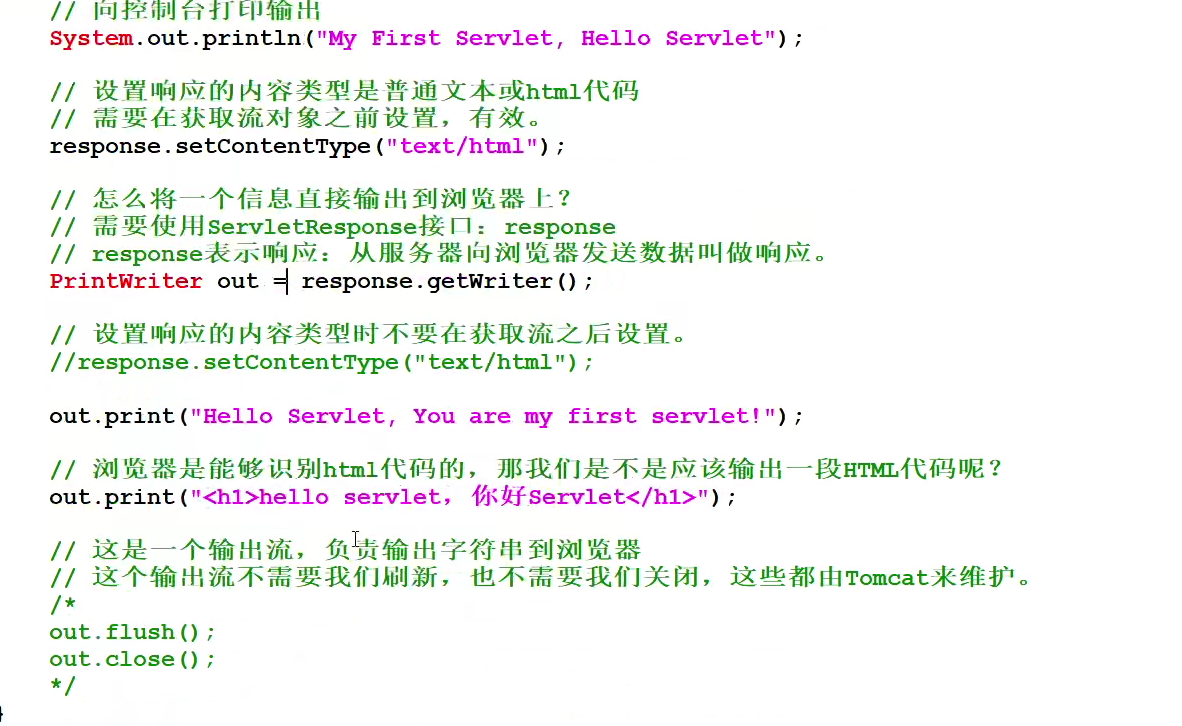 // 向控制台打印输出
System.out.println("My First Servlet, Hello Servlet");
// 设置响应的内容类型是普通文本或html代码
// 需要在获取流对象之前设置，有效。
response.setContentType("text/html");
// 怎么将一个信息直接输出到浏览器上？
// 需要使用ServletResponse接口：response
// response表示响应：从服务器向浏览器发送数据叫做响应。
PrintWriter out = response.getWriter();
// 设置响应的内容类型时不要在获取流之后设置。
//response.setContentType("text/html");
out.print("Hello Servlet, You are my first servlet!");
// 浏览器是能够识别html代码的，那我们是不是应该输出一段HTML代码呢？
out.print("<h1>hello servlet，你好Servlet</h1>");
// 这是一个输出流，负责输出字符串到浏览器
// 这个输出流不需要我们刷新，也不需要我们关闭，这些都由Tomcat来维护。
/*
out.flush();
out.close();
*/
}